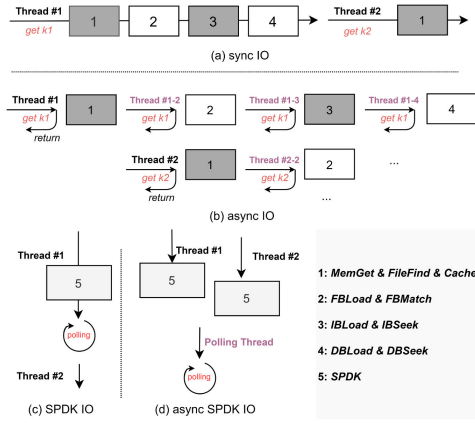 Thread #1
get k1
1
2
3
4
Thread #2
get k2
1
(a) sync IO
Thread #1
get k1
return
1
Thread #1-2
get k1
2
Thread #1-3
get k1
3
Thread #1-4
get k1
4
Thread #2
get k2
return
1
Thread #2-2
get k2
2
...
...
(b) async IO
Thread #1
5
polling
Thread #2
(c) SPDK IO
Thread #1
5
Thread #2
5
Polling Thread
polling
(d) async SPDK IO
1: MemGet & FileFind & Cache
2: FBLoad & FBMatch
3: IBLoad & IBSeek
4: DBLoad & DBSeek
5: SPDK